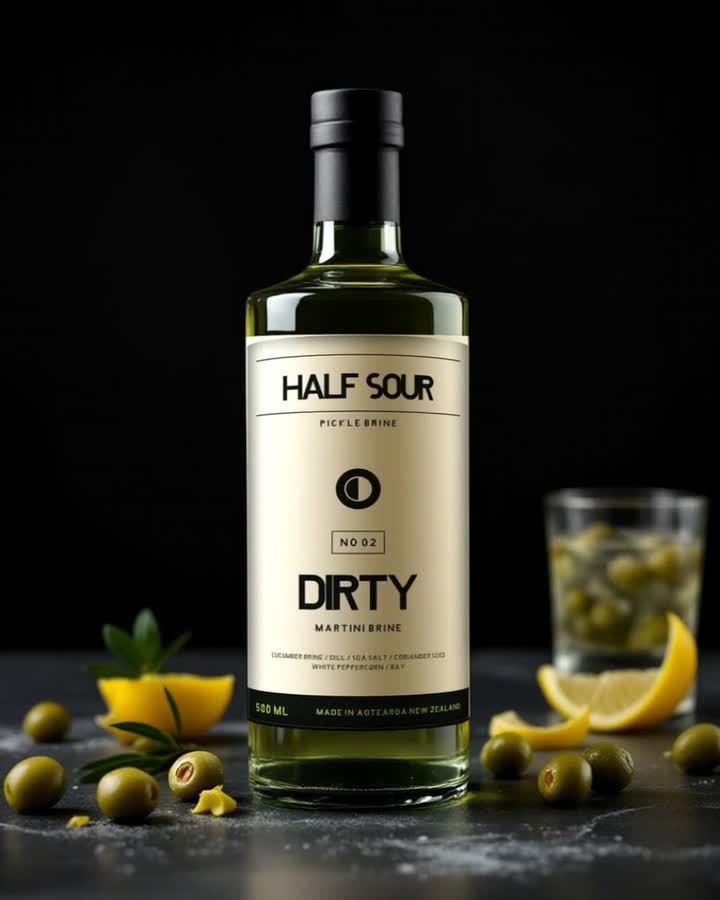 HALF SOUR
PICKLE BRINE
NO 02
DIRTY
MARTINI BRINE
CUCUMBER BRINE / DILL / SEA SALT / CORIANDER SEED
WHITE PEPPERCORN / BAY
500 ML MADE IN AOTEAROA NEW ZEALAND